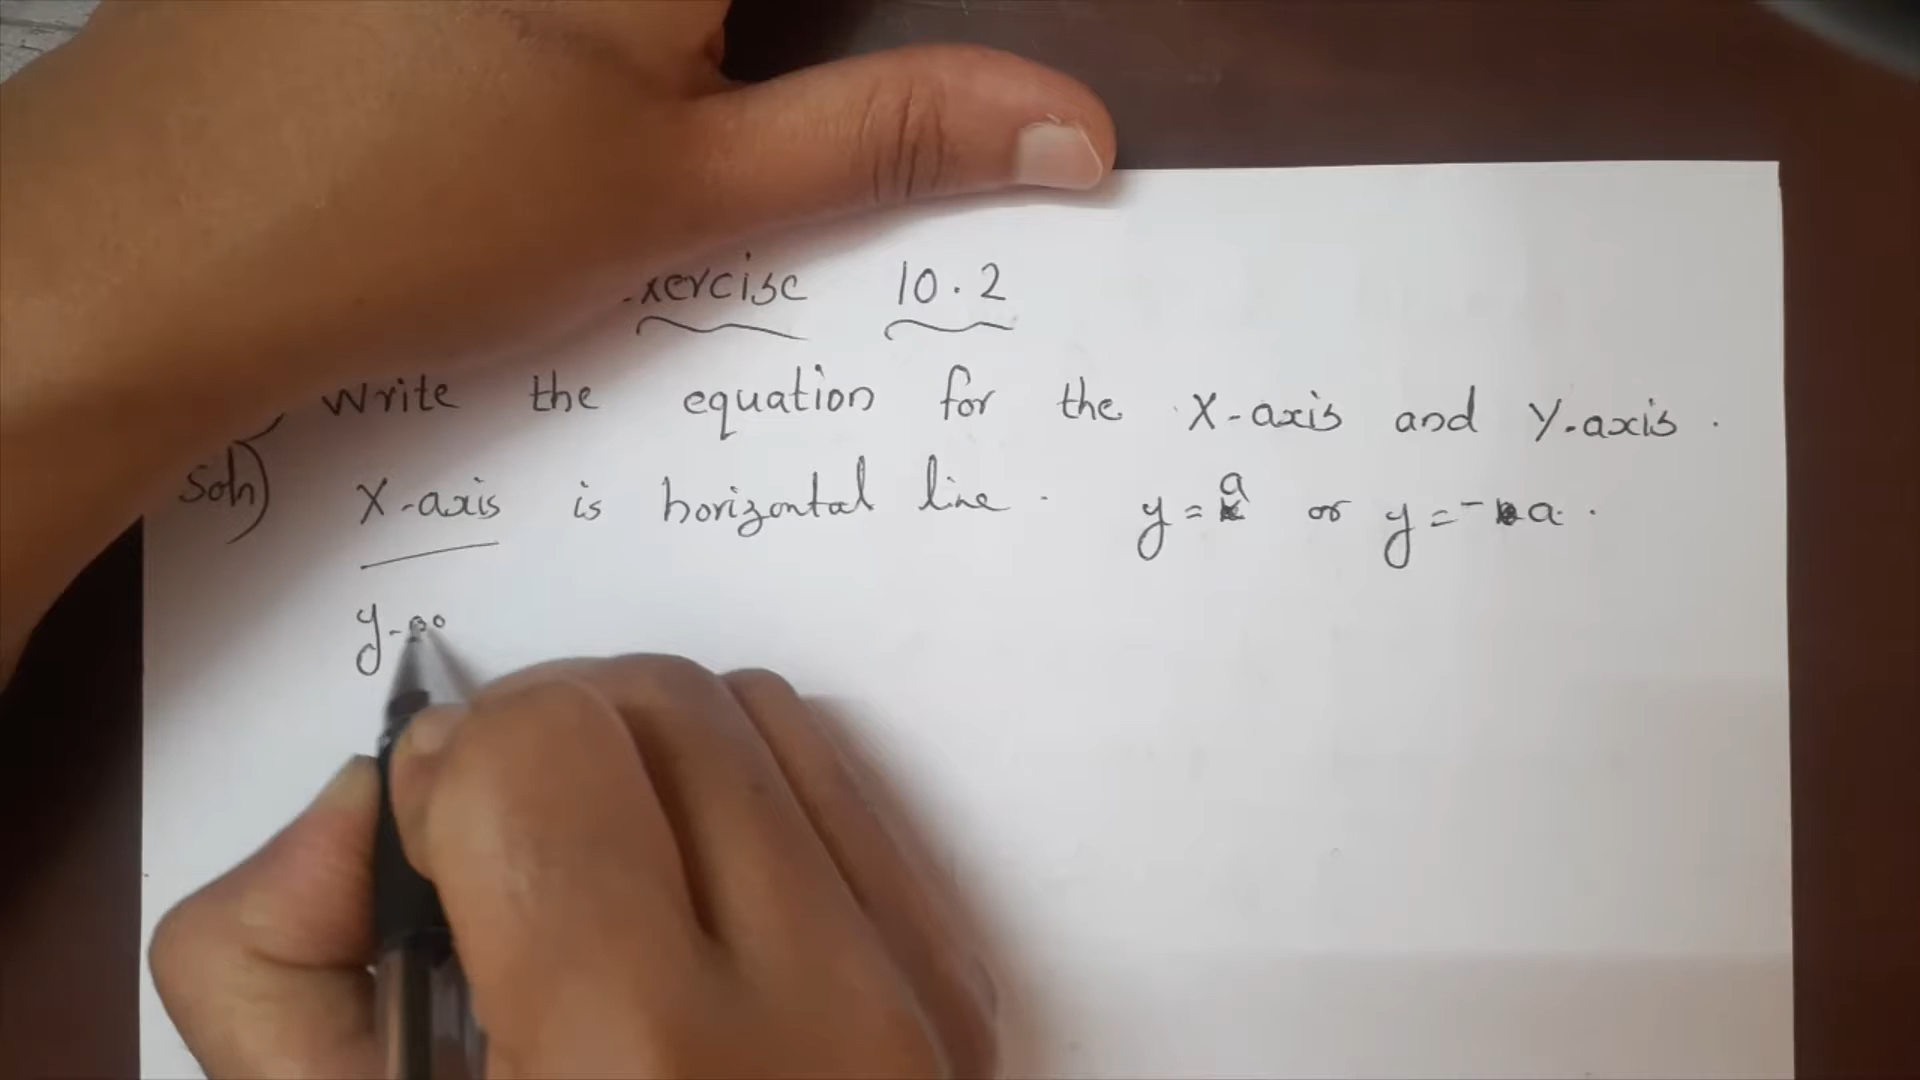 xercise 10.2
Write the equation for the X-axis and Y-axis.
Soln) X-axis is horizontal line. y = a or y = -a.
y-